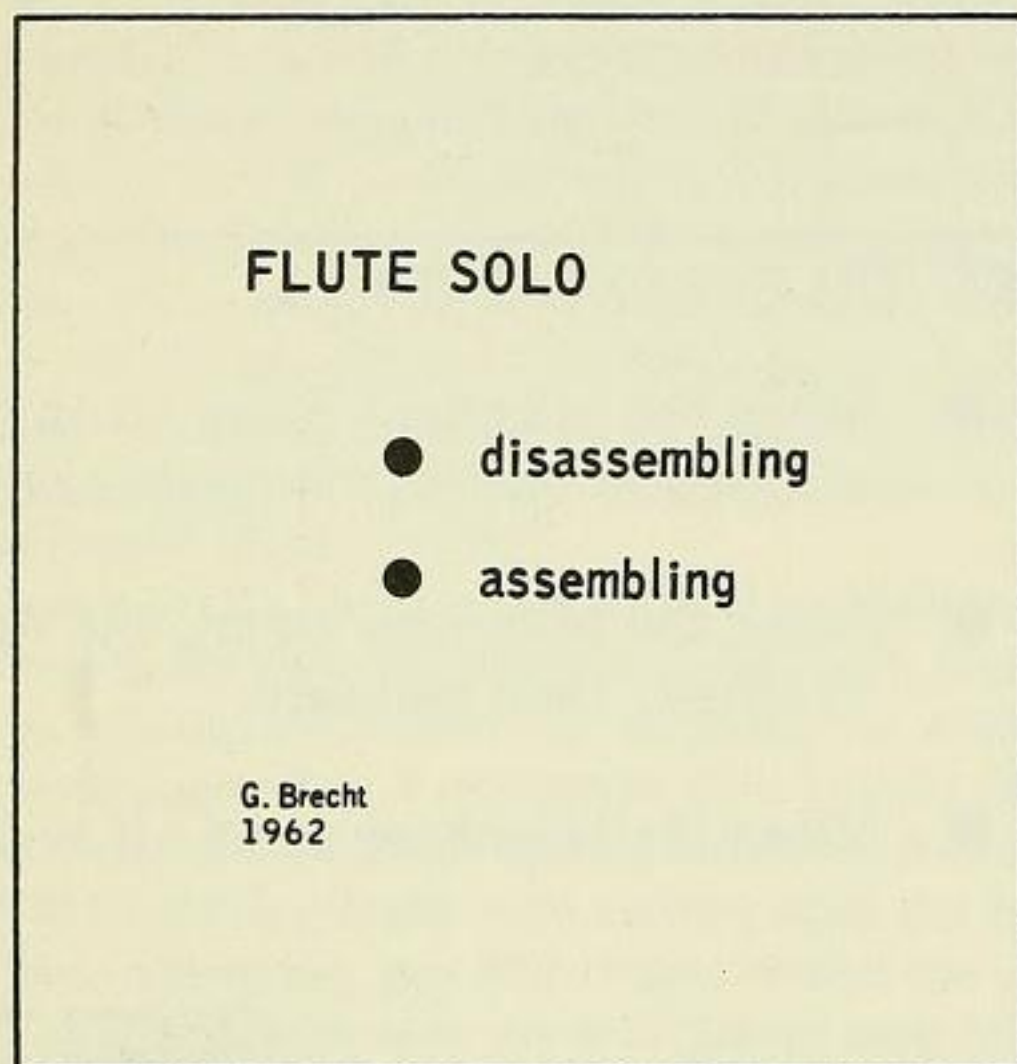 FLUTE SOLO
● disassembling
● assembling
G. Brecht
1962